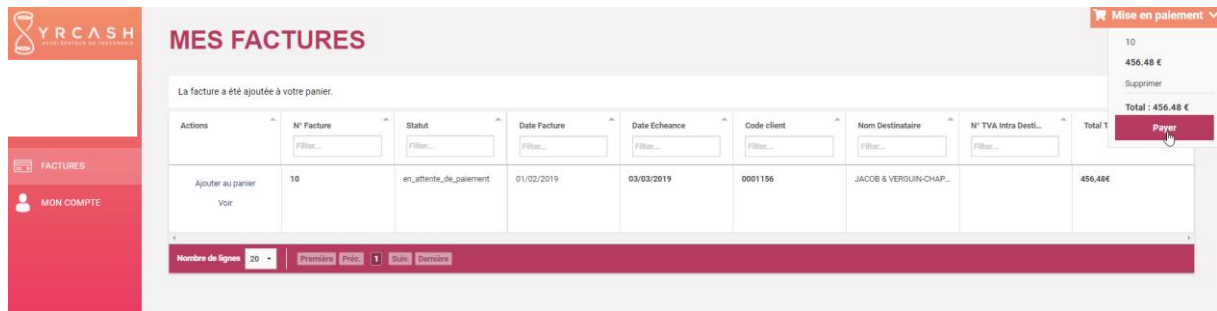 YRCASH
ACCÉLÉRATEUR DE TRÉSORERIE
FACTURES
MON COMPTE
MES FACTURES
La facture a été ajoutée à votre panier.
Actions N° Facture Statut Date Facture Date Echeance Code client Nom Destinataire N° TVA Intra Desti... Total T
Filter... Filter... Filter... Filter... Filter... Filter... Filter...
Ajouter au panier 10 en_attente_de_paiement 01/02/2019 03/03/2019 0001156 JACOB & VERGUIN-CHAP... 456,48€
Voir
Nombre de lignes 20 Première Préc. 1 Suiv. Dernière
Mise en paiement
10
456.48 €
Supprimer
Total : 456.48 €
Payer